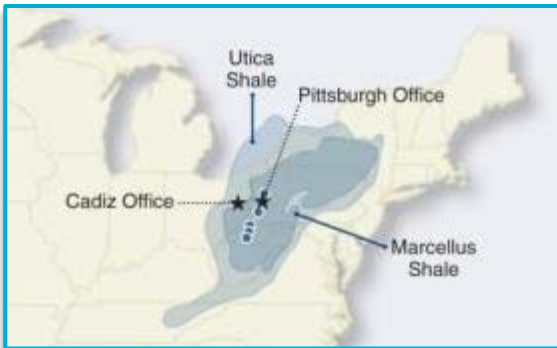 Utica
Shale
Pittsburgh Office
Cadiz Office
Marcellus
Shale